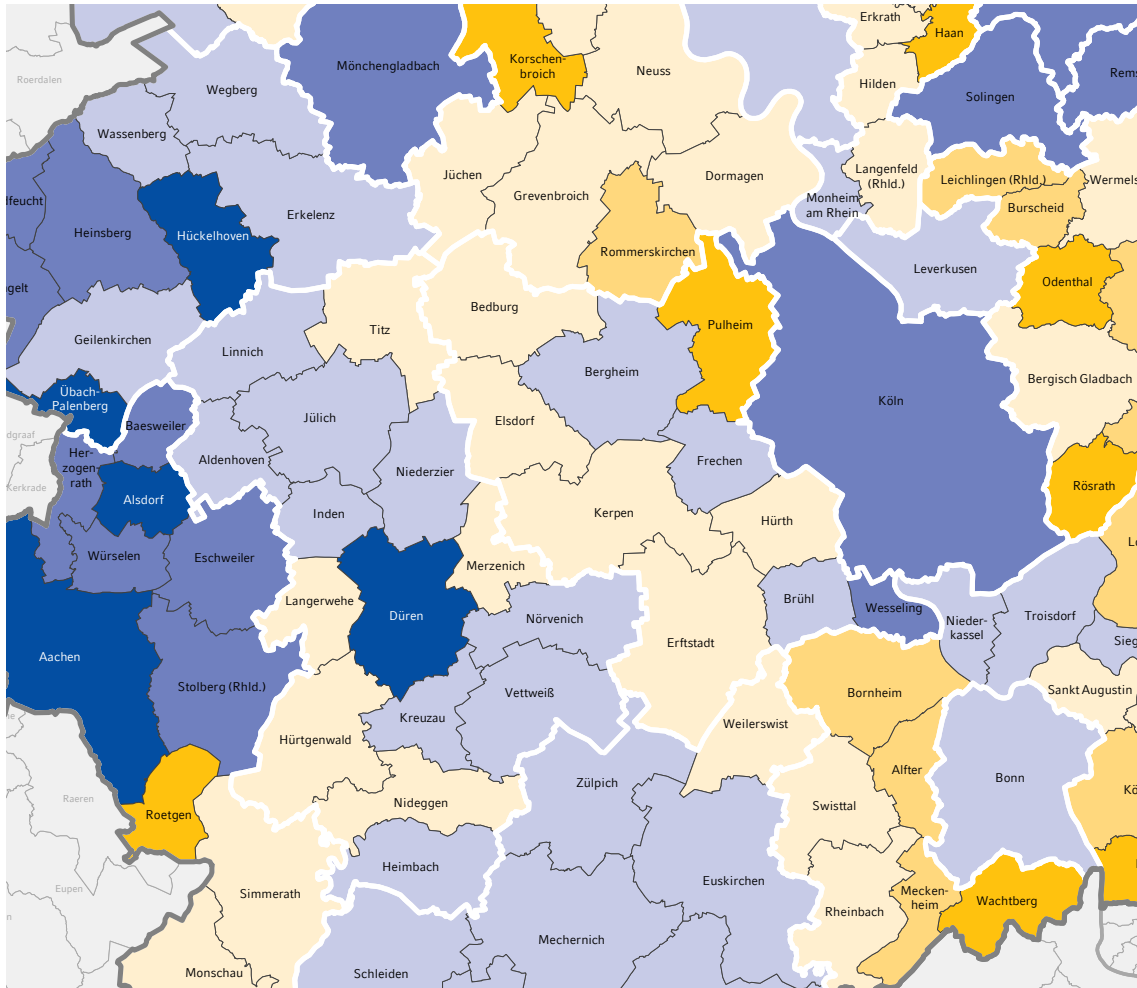 Erkrath
Haan
Mönchengladbach
Korschen-
broich
Neuss
Rems
Roerdalen
Wegberg
Hilden
Solingen
Wassenberg
Jüchen
Grevenbroich
Dormagen
Langenfeld
(Rhld.)
Leichlingen (Rhld.)
Wermels
lfeucht
Heinsberg
Hückelhoven
Erkelenz
Monheim
am Rhein
Burscheid
Rommerskirchen
Leverkusen
Odenthal
ngelt
Geilenkirchen
Linnich
Titz
Bedburg
Pulheim
Bergheim
Bergisch Gladbach
Übach-
Palenberg
Baesweiler
Jülich
Elsdorf
Köln
dgraaf
Her-
zogen-
rath
Aldenhoven
Niederzier
Frechen
Kerkrade
Alsdorf
Inden
Kerpen
Hürth
Rösrath
Würselen
Eschweiler
Merzenich
Lo
Langerwehe
Düren
Nörvenich
Brühl
Wesseling
Nieder-
kassel
Troisdorf
Sieg
Aachen
Stolberg (Rhld.)
Erftstadt
Vettweiß
Bornheim
Sankt Augustin
Kreuzau
Weilerswist
Hürtgenwald
Zülpich
Alfter
Bonn
Raeren
Roetgen
Nideggen
Swisttal
Kö
Heimbach
Euskirchen
Eupen
Simmerath
Mecken-
heim
Wachtberg
Rheinbach
Mechernich
Monschau
Schleiden